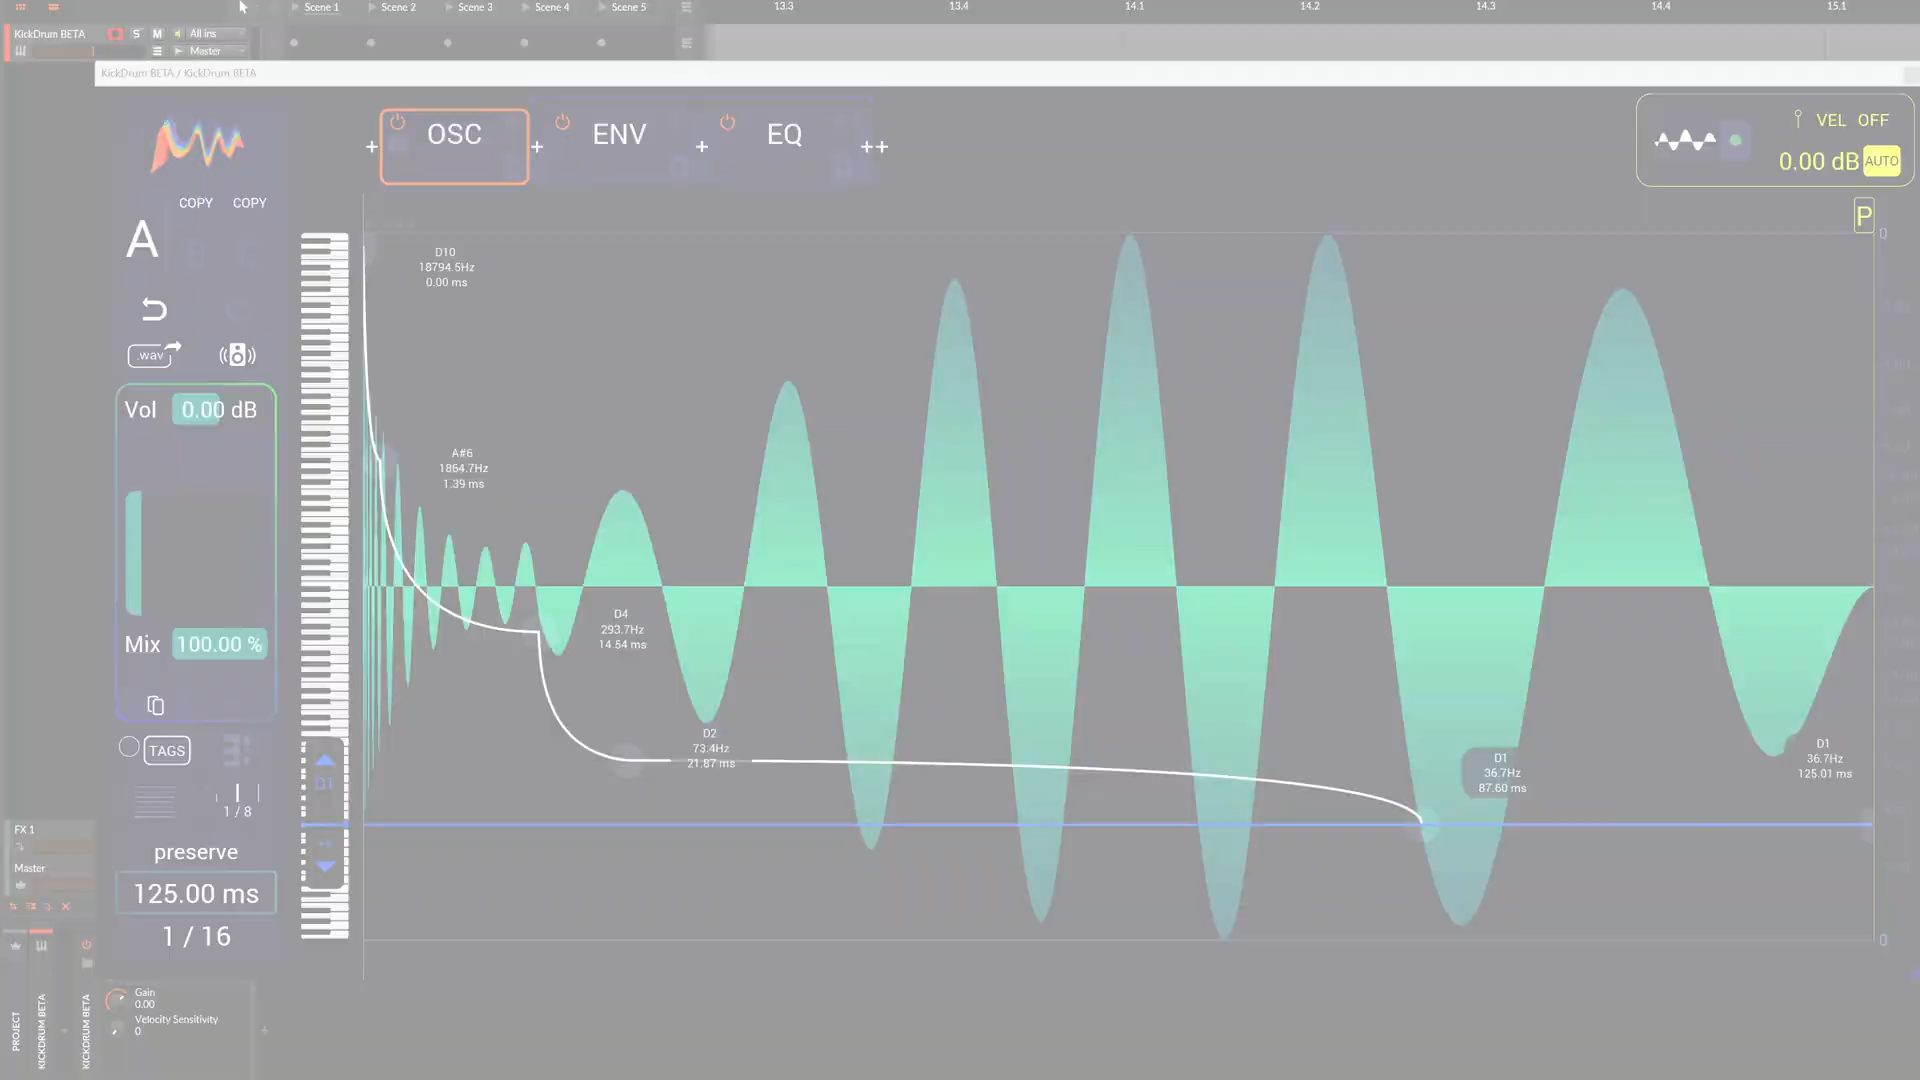 Scene 1
Scene 2
Scene 3
Scene 4
Scene 5
13.3
13.4
14.1
14.2
14.3
14.4
15.1
KickDrum BETA
S
M
All ins
Master
KickDrum BETA / KickDrum BETA
OSC
ENV
EQ
+
+
+
++
VEL OFF
0.00 dB
AUTO
P
COPY
COPY
A
B
C
.wav
Vol
0.00 dB
Mix
100.00 %
TAGS
1 / 8
preserve
125.00 ms
1 / 16
D1
0
0
D10
18794.5Hz
0.00 ms
A#6
1864.7Hz
1.39 ms
D4
293.7Hz
14.54 ms
D2
73.4Hz
21.87 ms
D1
36.7Hz
87.60 ms
D1
36.7Hz
125.01 ms
FX 1
Master
PROJECT
KICKDRUM BETA
KICKDRUM BETA
Gain
0.00
Velocity Sensitivity
0